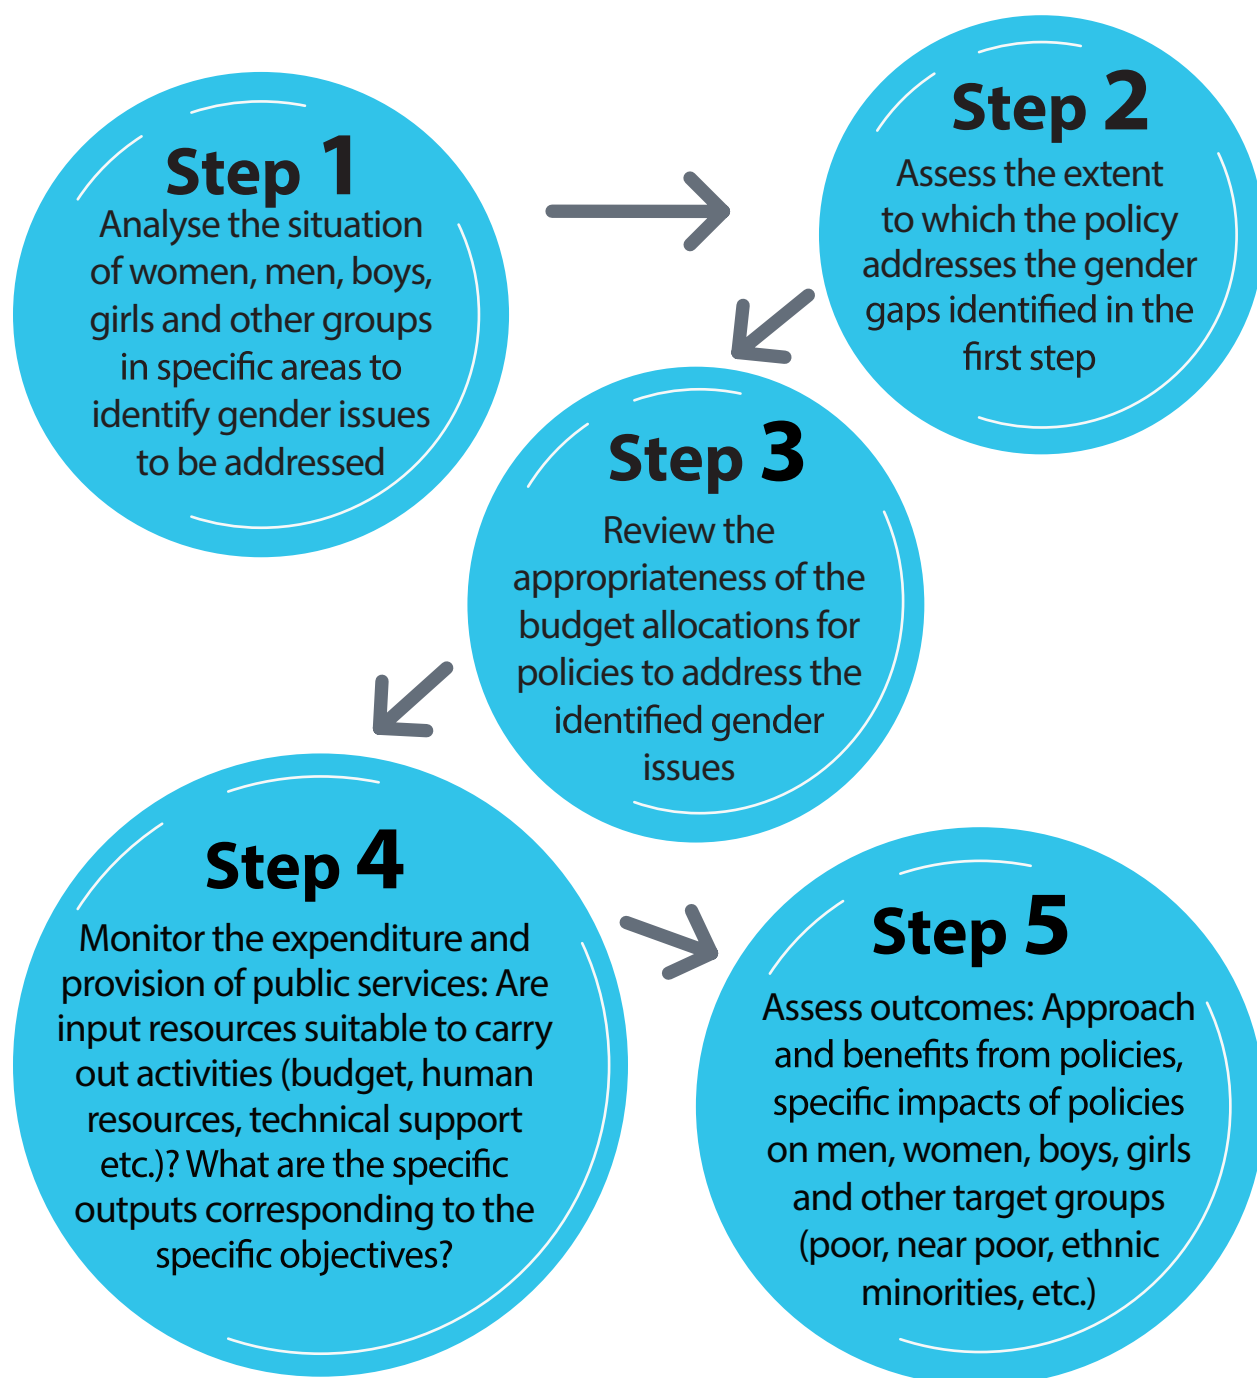 Step 1
Analyse the situation
of women, men, boys,
girls and other groups
in specific areas to
identify gender issues
to be addressed
Step 2
Assess the extent
to which the policy
addresses the gender
gaps identified in the
first step
Step 3
Review the
appropriateness of the
budget allocations for
policies to address the
identified gender
issues
Step 4
Monitor the expenditure and
provision of public services: Are
input resources suitable to carry
out activities (budget, human
resources, technical support
etc.)? What are the specific
outputs corresponding to the
specific objectives?
Step 5
Assess outcomes: Approach
and benefits from policies,
specific impacts of policies
on men, women, boys, girls
and other target groups
(poor, near poor, ethnic
minorities, etc.)